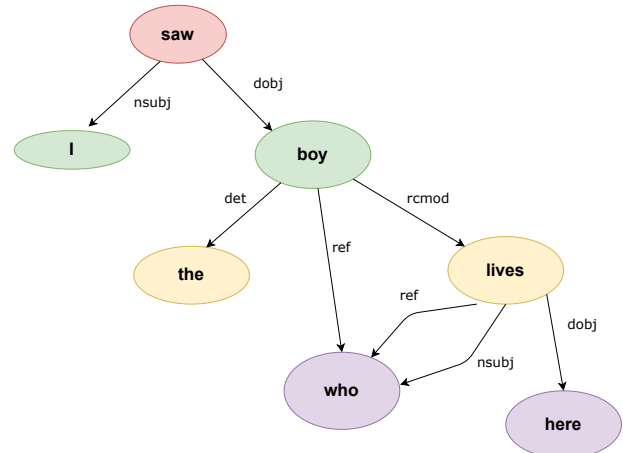 saw
nsubj
dobj
I
boy
det
rcmod
ref
the
lives
ref
dobj
nsubj
who
here